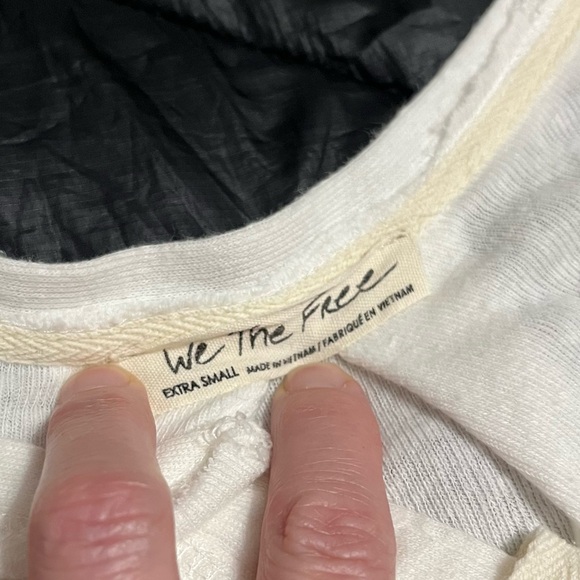 We The Free
EXTRA SMALL MADE IN VIETNAM / FABRIQUÉ EN VIETNAM